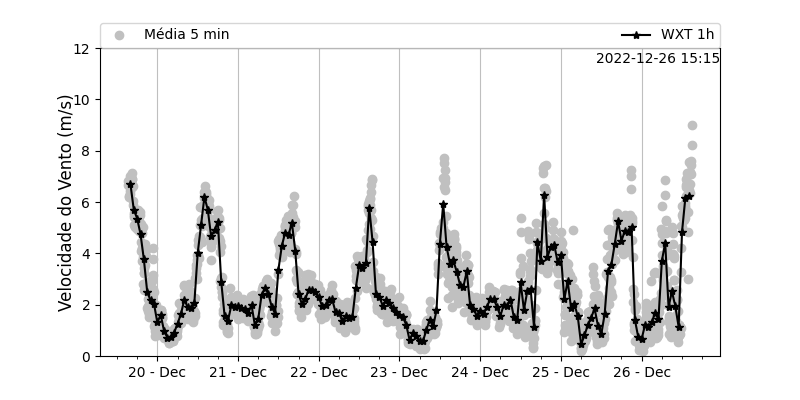 Média 5 min
WXT 1h
2022-12-26 15:15
Velocidade do Vento (m/s)
12
10
8
6
4
2
0
20 - Dec 21 - Dec 22 - Dec 23 - Dec 24 - Dec 25 - Dec 26 - Dec